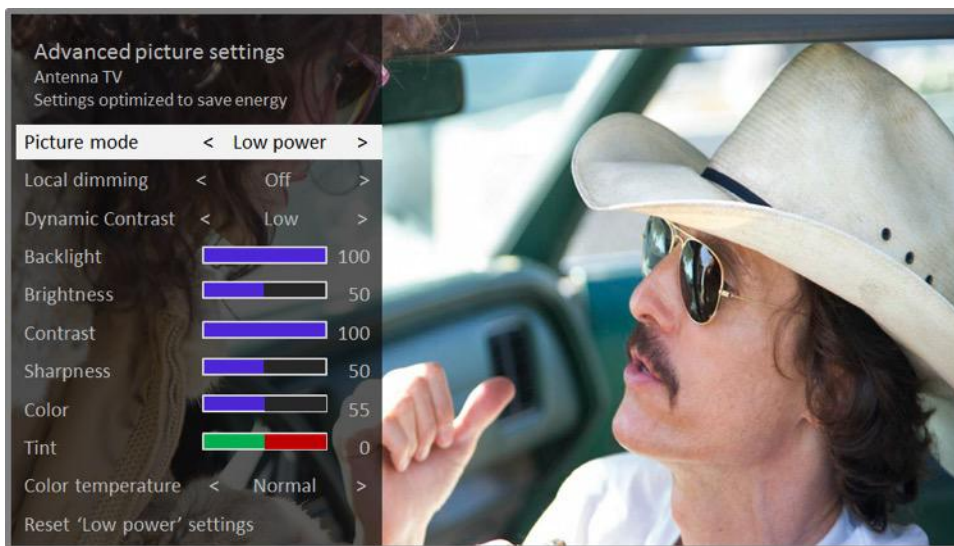 Advanced picture settings
Antenna TV
Settings optimized to save energy
Picture mode < Low power >
Local dimming < Off >
Dynamic Contrast < Low >
Backlight 100
Brightness 50
Contrast 100
Sharpness 50
Color 55
Tint 0
Color temperature < Normal >
Reset ‘Low power’ settings